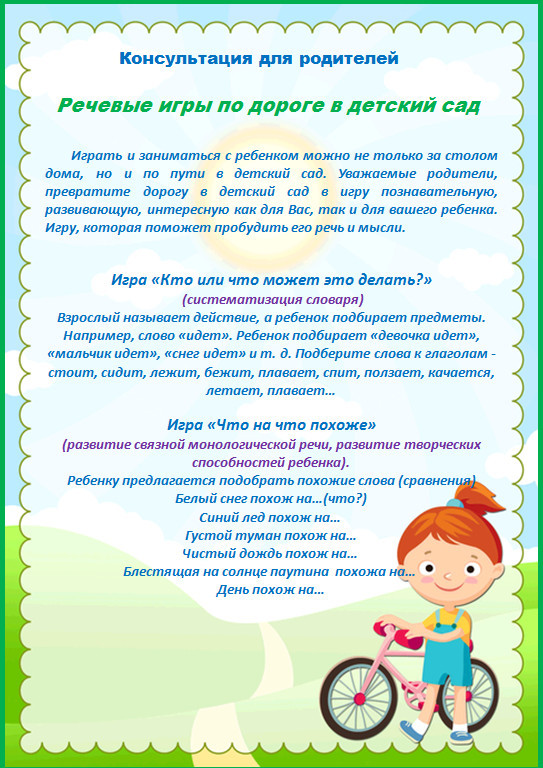 Консультация для родителей
Речевые игры по дороге в детский сад
Играть и заниматься с ребенком можно не только за столом
дома, но и по пути в детский сад. Уважаемые родители,
превратите дорогу в детский сад в игру познавательную,
развивающую, интересную как для Вас, так и для вашего ребенка.
Игру, которая поможет пробудить его речь и мысли.
Игра «Кто или что может это делать?»
(систематизация словаря)
Взрослый называет действие, а ребенок подбирает предметы.
Например, слово «идет». Ребенок подбирает «девочка идет»,
«мальчик идет», «снег идет» и т. д. Подберите слова к глаголам -
стоит, сидит, лежит, бежит, плавает, спит, ползает, качается,
летает, плавает…
Игра «Что на что похоже»
(развитие связной монологической речи, развитие творческих
способностей ребенка).
Ребенку предлагается подобрать похожие слова (сравнения)
Белый снег похож на…(что?)
Синий лед похож на…
Густой туман похож на…
Чистый дождь похож на…
Блестящая на солнце паутина похожа на…
День похож на…